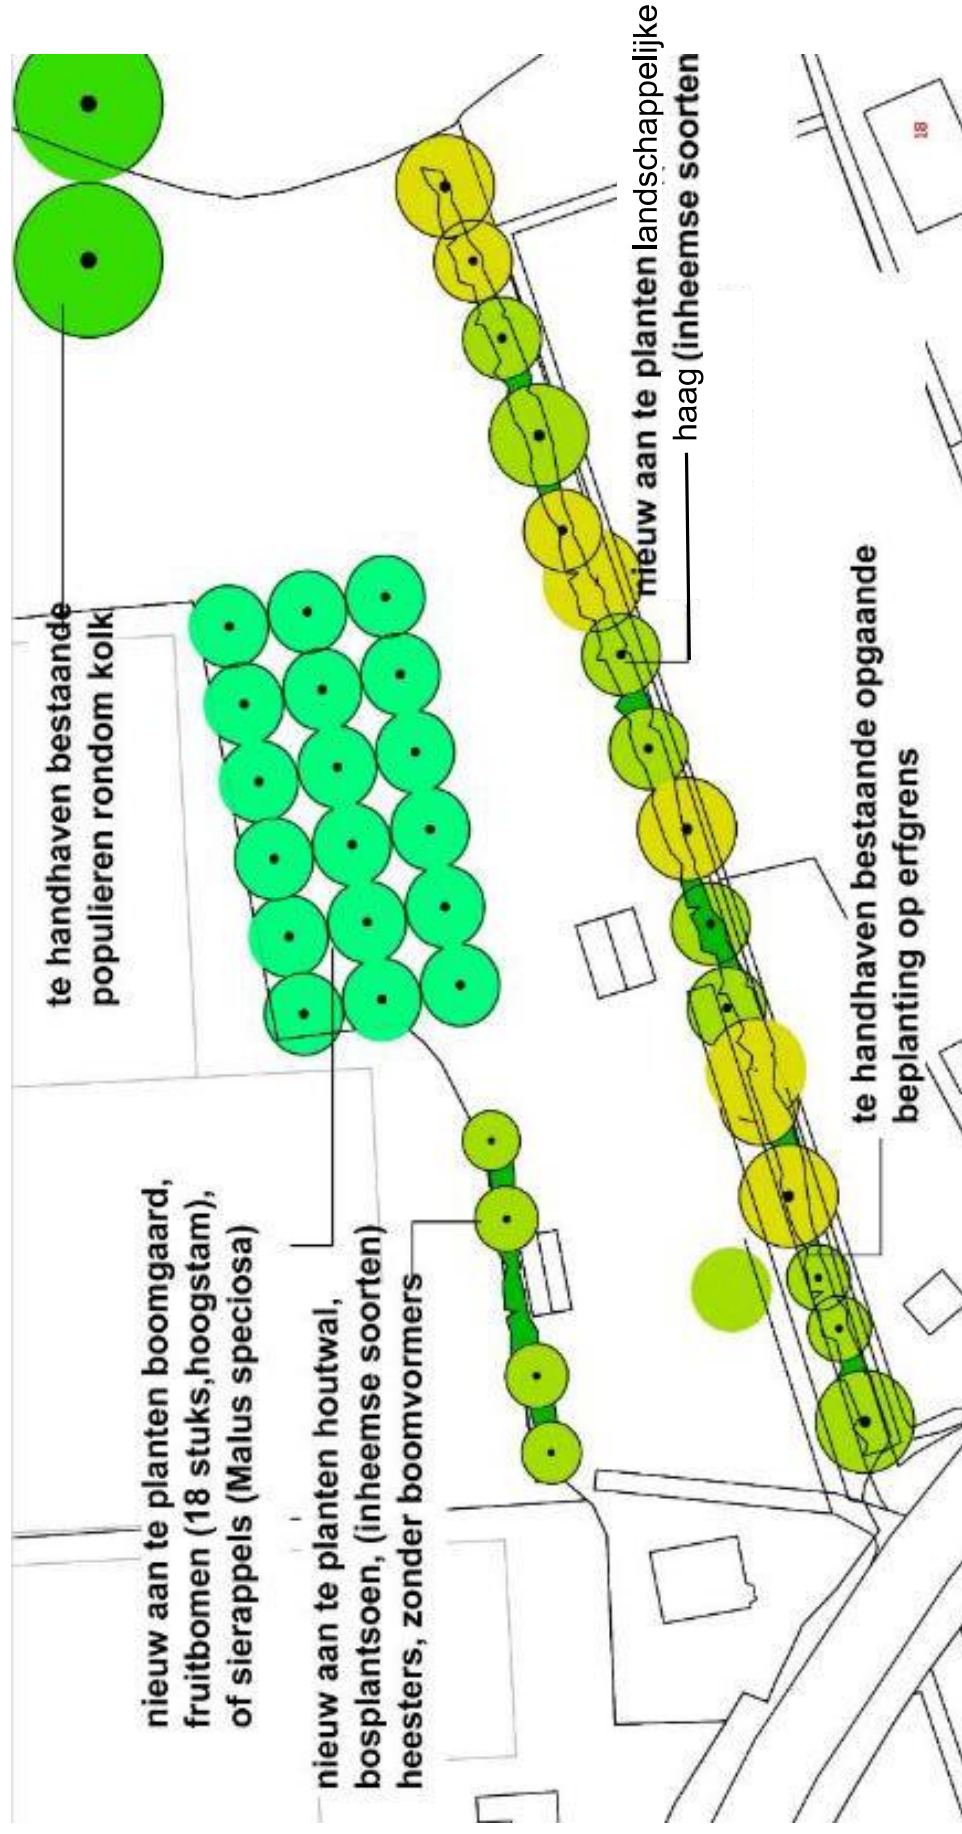 te handhaven bestaande
populieren rondom kolk
nieuw aan te planten boomgaard,
fruitbomen (18 stuks,hoogstam),
of sierappels (Malus speciosa)
nieuw aan te planten houtwal,
bosplantsoen, (inheemse soorten)
heesters, zonder boomvormers
nieuw aan te planten landschappelijke
haag (inheemse soorten
te handhaven bestaande opgaande
beplanting op erfgrens
18